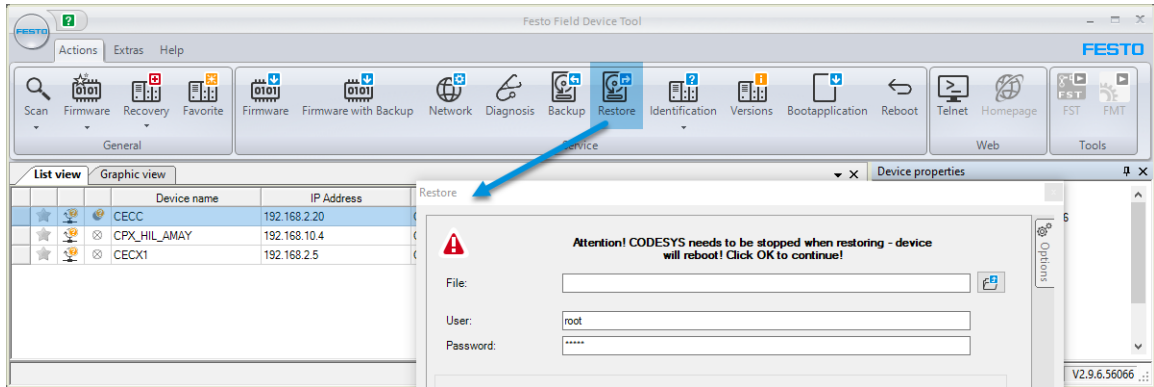 Festo Field Device Tool
FESTO
?
Actions Extras Help
FESTO
Scan Firmware Recovery Favorite Firmware Firmware with Backup Network Diagnosis Backup Restore Identification Versions Bootapplication Reboot Telnet Homepage FST FMT
General Service Web Tools
List view Graphic view Device properties
Device name IP Address
CECC 192.168.2.20
CPX_HIL_AMAY 192.168.10.4
CECX1 192.168.2.5
Restore
Attention! CODESYS needs to be stopped when restoring - device
will reboot! Click OK to continue!
File:
User: root
Password: *****
Options
V2.9.6.56066